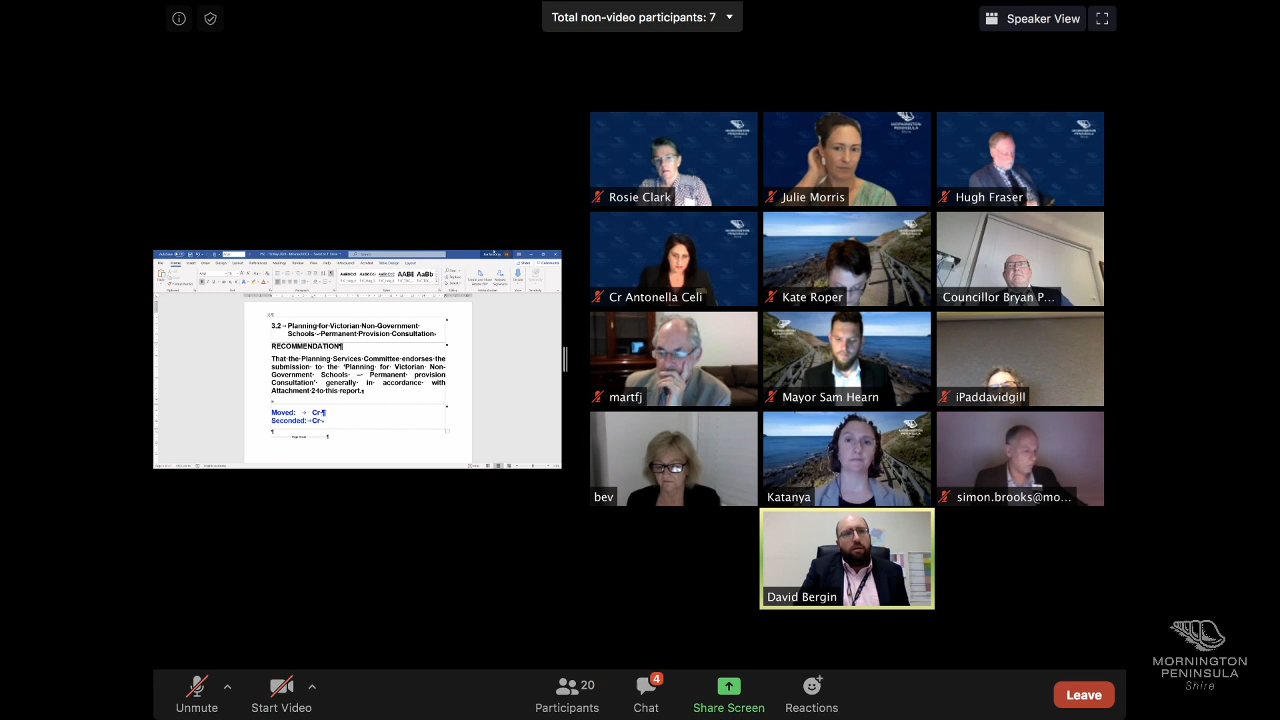 Total non-video participants: 7
Speaker View
MORNINGTON
PENINSULA
Rosie Clark
Julie Morris
Hugh Fraser
Cr Antonella Celi
Kate Roper
Councillor Bryan P...
martfj
Mayor Sam Hearn
iPaddavidgill
bev
Katanya
simon.brooks@mo...
David Bergin
3.2 Planning for Victorian Non-Government
Schools - Permanent Provision Consultation
RECOMMENDATION
That the Planning Services Committee endorses the
submission to the 'Planning for Victorian Non-
Government Schools – Permanent provision
Consultation' generally in accordance with
Attachment 2 to this report.
Moved: Cr
Seconded: Cr
MORNINGTON
PENINSULA
Shire
Unmute
Start Video
20
Participants
4
Chat
Share Screen
Reactions
Leave